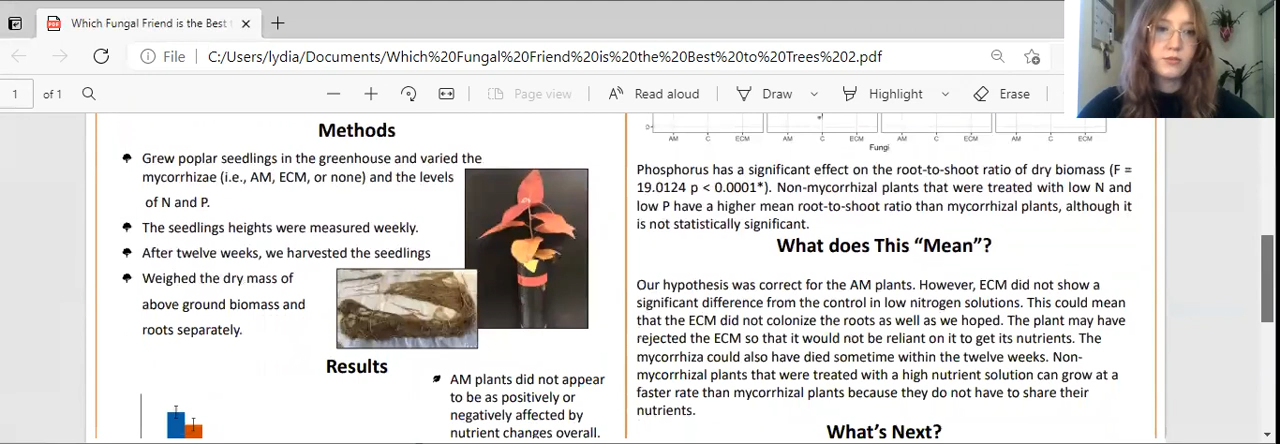 Which Fungal Friend is the Best
File
C:/Users/lydia/Documents/Which%20Fungal%20Friend%20is%20the%20Best%20to%20Trees%202.pdf
1
of 1
Page view
Read aloud
Draw
Highlight
Erase
Methods
Grew poplar seedlings in the greenhouse and varied the
mycorrhizae (i.e., AM, ECM, or none) and the levels
of N and P.
The seedlings heights were measured weekly.
After twelve weeks, we harvested the seedlings
Weighed the dry mass of
above ground biomass and
roots separately.
Results
AM plants did not appear
to be as positively or
negatively affected by
nutrient changes overall.
0
AM C ECM AM C ECM AM C ECM AM C ECM
Fungi
Phosphorus has a significant effect on the root-to-shoot ratio of dry biomass (F =
19.0124 p < 0.0001*). Non-mycorrhizal plants that were treated with low N and
low P have a higher mean root-to-shoot ratio than mycorrhizal plants, although it
is not statistically significant.
What does This “Mean”?
Our hypothesis was correct for the AM plants. However, ECM did not show a
significant difference from the control in low nitrogen solutions. This could mean
that the ECM did not colonize the roots as well as we hoped. The plant may have
rejected the ECM so that it would not be reliant on it to get its nutrients. The
mycorrhiza could also have died sometime within the twelve weeks. Non-
mycorrhizal plants that were treated with a high nutrient solution can grow at a
faster rate than mycorrhizal plants because they do not have to share their
nutrients.
What’s Next?